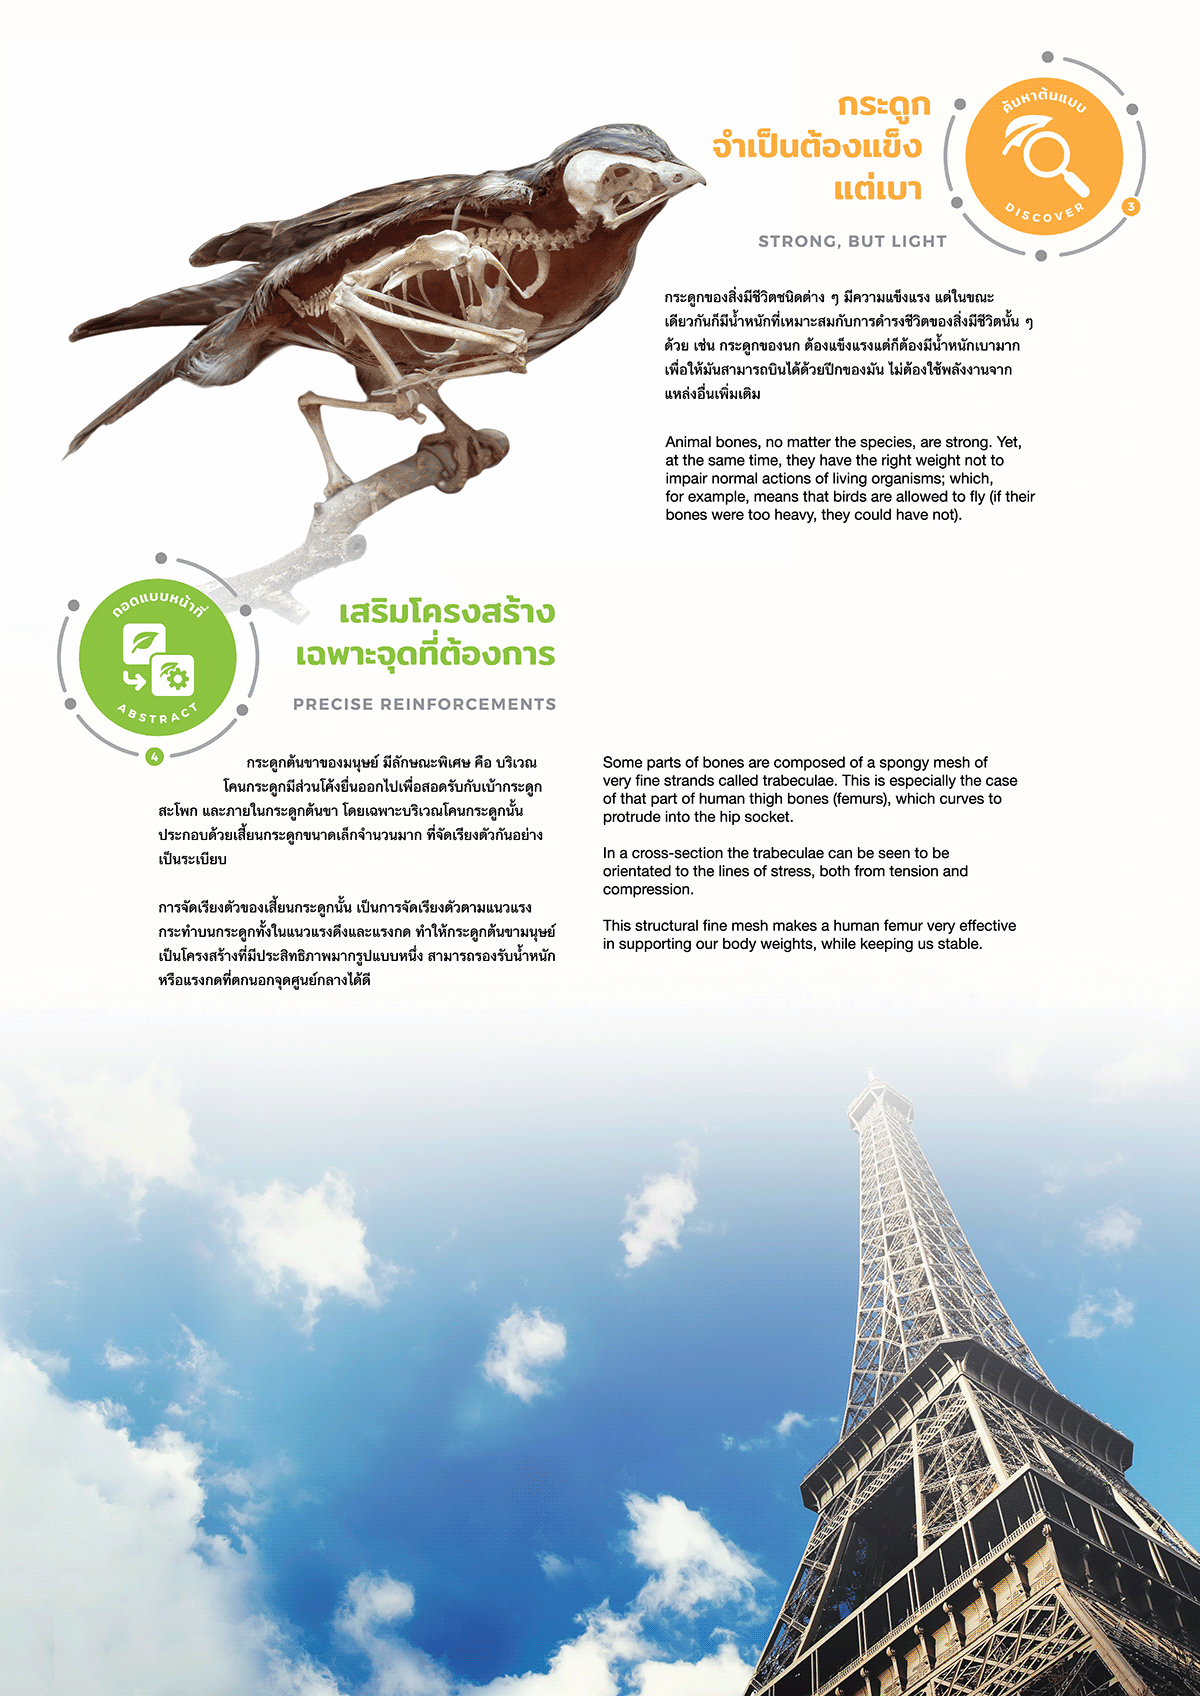 กระดูก
จำเป็นต้องแข็ง
แต่เบา
STRONG, BUT LIGHT
ค้นหาต้นแบบ
DISCOVER
3
กระดูกของสิ่งมีชีวิตชนิดต่าง ๆ มีความแข็งแรง แต่ในขณะ
เดียวกันก็มีน้ำหนักที่เหมาะสมกับการดำรงชีวิตของสิ่งมีชีวิตนั้น ๆ
ด้วย เช่น กระดูกของนก ต้องแข็งแรงแต่ก็ต้องมีน้ำหนักเบามาก
เพื่อให้มันสามารถบินได้ด้วยปีกของมัน ไม่ต้องใช้พลังงานจาก
แหล่งอื่นเพิ่มเติม
Animal bones, no matter the species, are strong. Yet,
at the same time, they have the right weight not to
impair normal actions of living organisms; which,
for example, means that birds are allowed to fly (if their
bones were too heavy, they could have not).
ถอดแบบหน้าที่
ABSTRACT
4
เสริมโครงสร้าง
เฉพาะจุดที่ต้องการ
PRECISE REINFORCEMENTS
กระดูกต้นขาของมนุษย์ มีลักษณะพิเศษ คือ บริเวณ
โคนกระดูกมีส่วนโค้งยื่นออกไปเพื่อสอดรับกับเบ้ากระดูก
สะโพก และภายในกระดูกต้นขา โดยเฉพาะบริเวณโคนกระดูกนั้น
ประกอบด้วยเสี้ยนกระดูกขนาดเล็กจำนวนมาก ที่จัดเรียงตัวกันอย่าง
เป็นระเบียบ
การจัดเรียงตัวของเสี้ยนกระดูกนั้น เป็นการจัดเรียงตัวตามแนวแรง
กระทำบนกระดูกทั้งในแนวแรงดึงและแรงกด ทำให้กระดูกต้นขามนุษย์
เป็นโครงสร้างที่มีประสิทธิภาพมากรูปแบบหนึ่ง สามารถรองรับน้ำหนัก
หรือแรงกดที่ตกนอกจุดศูนย์กลางได้ดี
Some parts of bones are composed of a spongy mesh of
very fine strands called trabeculae. This is especially the case
of that part of human thigh bones (femurs), which curves to
protrude into the hip socket.
In a cross-section the trabeculae can be seen to be
orientated to the lines of stress, both from tension and
compression.
This structural fine mesh makes a human femur very effective
in supporting our body weights, while keeping us stable.